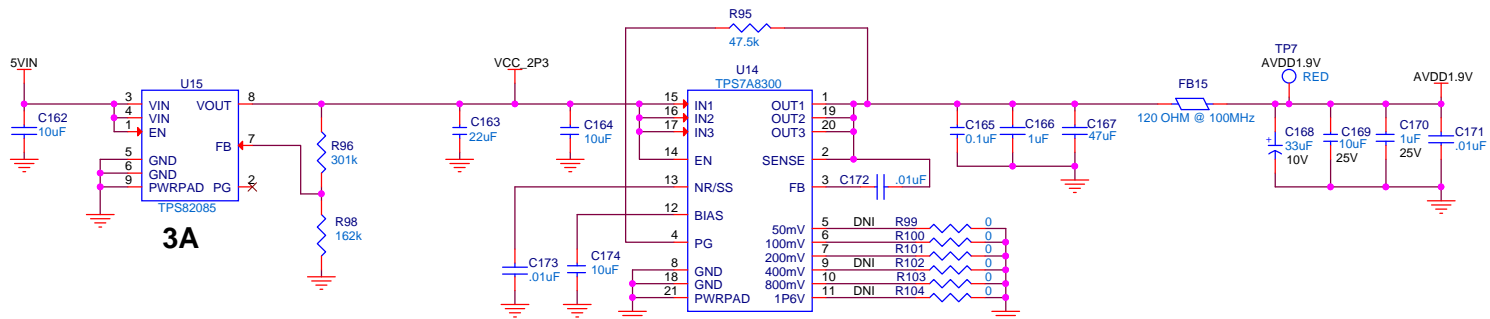 R95
47.5k
5VIN
U15
3 VIN VOUT 8
4 VIN
1 EN
FB 7
5 GND
6 GND
9 PWRPAD PG 2
TPS82085
3A
C162
10uF
R96
301k
R98
162k
VCC_2P3
C163
22uF
C164
10uF
U14
TPS7A8300
15 IN1 OUT1 1
16 IN2 OUT2 19
17 IN3 OUT3 20
14 EN SENSE 2
13 NR/SS FB 3
12 BIAS
4 PG
8 GND
18 GND
21 PWRPAD
50mV 5 DNI R99 0
100mV 6 R100 0
200mV 7 R101 0
400mV 9 DNI R102 0
800mV 10 R103 0
1P6V 11 DNI R104 0
C172 .01uF
C173
.01uF
C174
10uF
C165
0.1uF
C166
1uF
C167
47uF
FB15
120 OHM @ 100MHz
TP7
AVDD1.9V
RED
AVDD1.9V
+
C168
33uF
10V
C169
10uF
25V
C170
1uF
25V
C171
.01uF